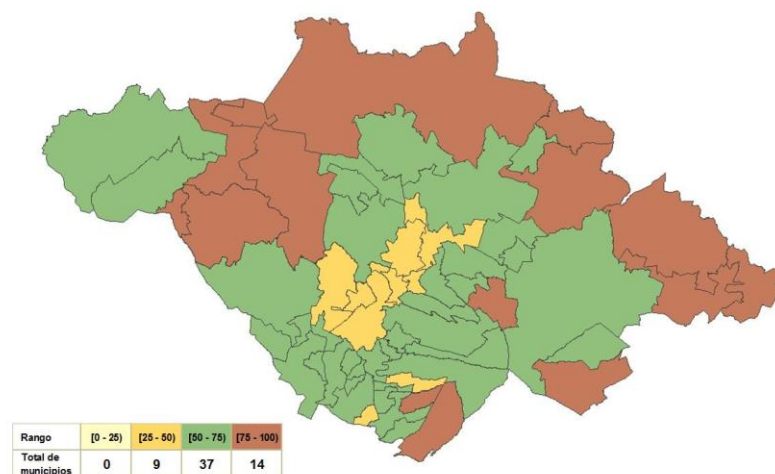 Rango [0 - 25) [25 - 50) [50 - 75) [75 - 100)
Total de
municipios 0 9 37 14